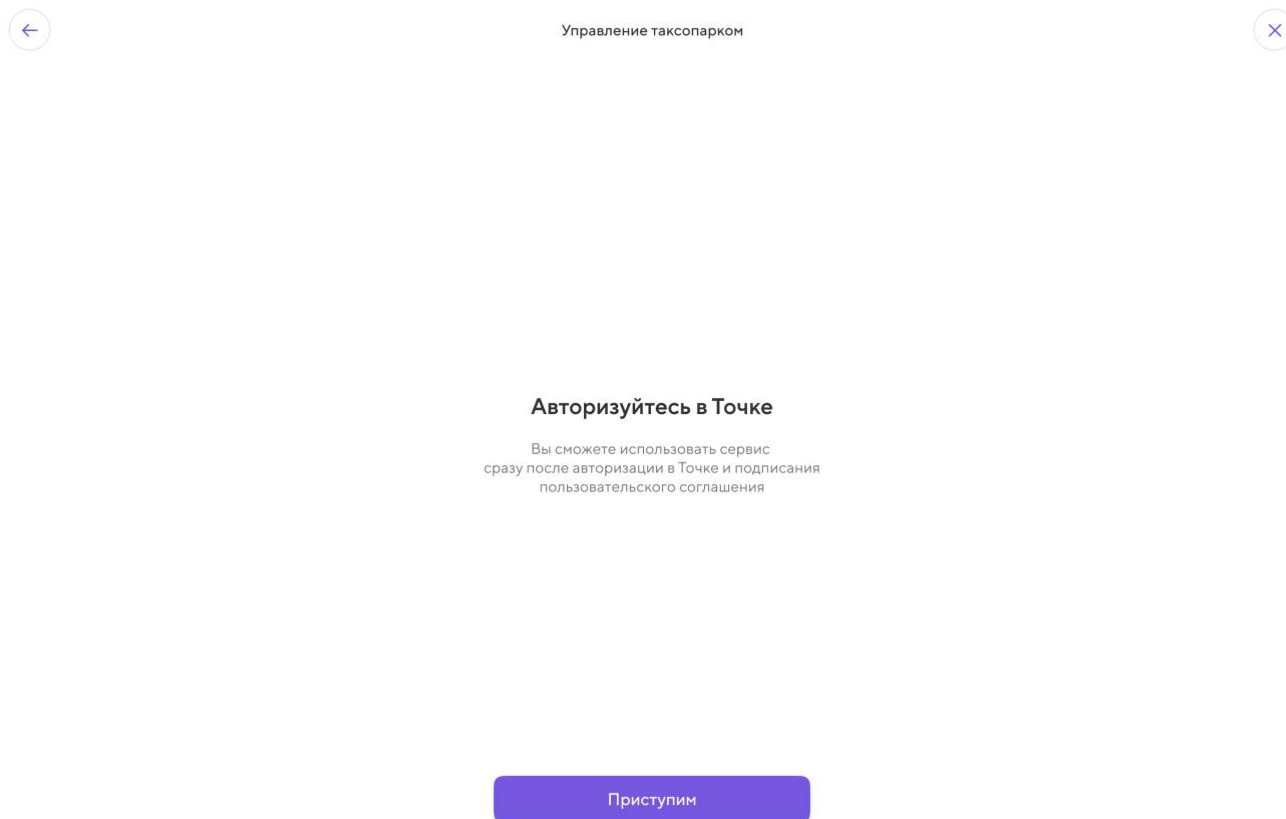 Управление таксопарком
Авторизуйтесь в Точке
Вы сможете использовать сервис
сразу после авторизации в Точке и подписания
пользовательского соглашения
Приступим